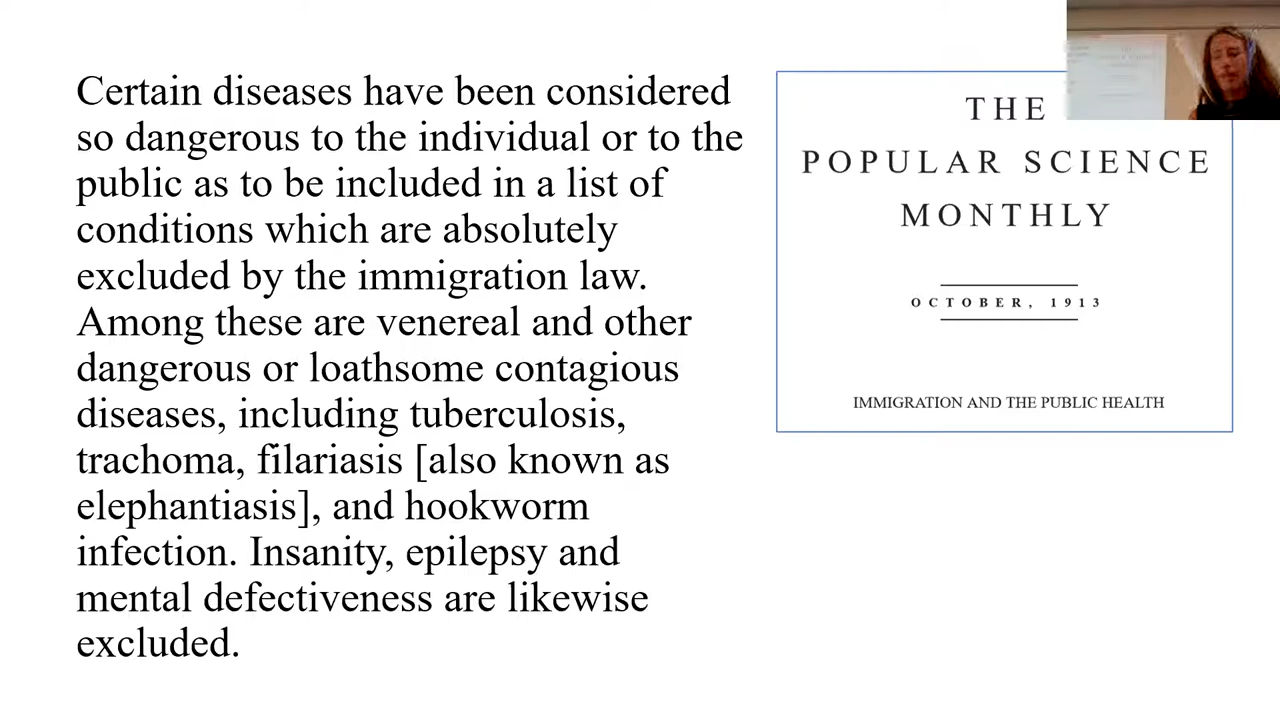 Certain diseases have been considered
so dangerous to the individual or to the
public as to be included in a list of
conditions which are absolutely
excluded by the immigration law.
Among these are venereal and other
dangerous or loathsome contagious
diseases, including tuberculosis,
trachoma, filariasis [also known as
elephantiasis], and hookworm
infection. Insanity, epilepsy and
mental defectiveness are likewise
excluded.
THE
POPULAR SCIENCE
MONTHLY
OCTOBER, 1913
IMMIGRATION AND THE PUBLIC HEALTH